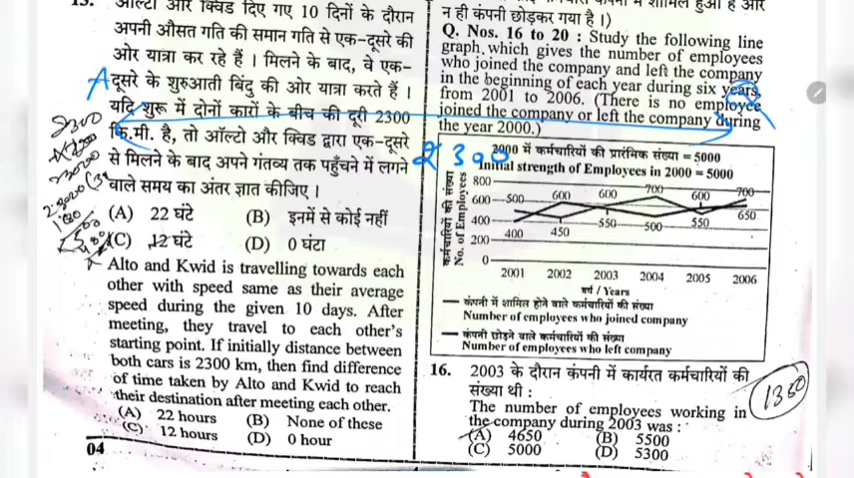 15. ऑल्टो और क्विड दिए गए 10 दिनों के दौरान
अपनी औसत गति की समान गति से एक-दूसरे की
ओर यात्रा कर रहे हैं । मिलने के बाद, वे एक-
दूसरे के शुरुआती बिंदु की ओर यात्रा करते हैं ।
यदि शुरू में दोनों कारों के बीच की दूरी 2300
कि.मी. है, तो ऑल्टो और क्विड द्वारा एक-दूसरे
से मिलने के बाद अपने गंतव्य तक पहुँचने में लगने
वाले समय का अंतर ज्ञात कीजिए ।
(A) 22 घंटे (B) इनमें से कोई नहीं
(C) 12 घंटे (D) 0 घंटा
Alto and Kwid is travelling towards each
other with speed same as their average
speed during the given 10 days. After
meeting, they travel to each other's
starting point. If initially distance between
both cars is 2300 km, then find difference
of time taken by Alto and Kwid to reach
their destination after meeting each other.
(A) 22 hours (B) None of these
(C) 12 hours (D) 0 hour
04
A
2300
में शामिल हुआ है और
न ही कंपनी छोड़कर गया है ।)
Q. Nos. 16 to 20 : Study the following line
graph, which gives the number of employees
who joined the company and left the company
in the beginning of each year during six years,
from 2001 to 2006. (There is no employee
joined the company or left the company during
the year 2000.)
2300
2000 में कर्मचारियों की प्रारंभिक संख्या = 5000
Initial strength of Employees in 2000 = 5000
कर्मचारियों की संख्या
No. of Employees
800
600 500 600 600 700 600 700
400 400 450 550 500 550 650
200
0
2001 2002 2003 2004 2005 2006
वर्ष / Years
कंपनी में शामिल होने वाले कर्मचारियों की संख्या
Number of employees who joined company
कंपनी छोड़ने वाले कर्मचारियों की संख्या
Number of employees who left company
16. 2003 के दौरान कंपनी में कार्यरत कर्मचारियों की
संख्या थी :
The number of employees working in
the company during 2003 was :
(A) 4650 (B) 5500
(C) 5000 (D) 5300
1350